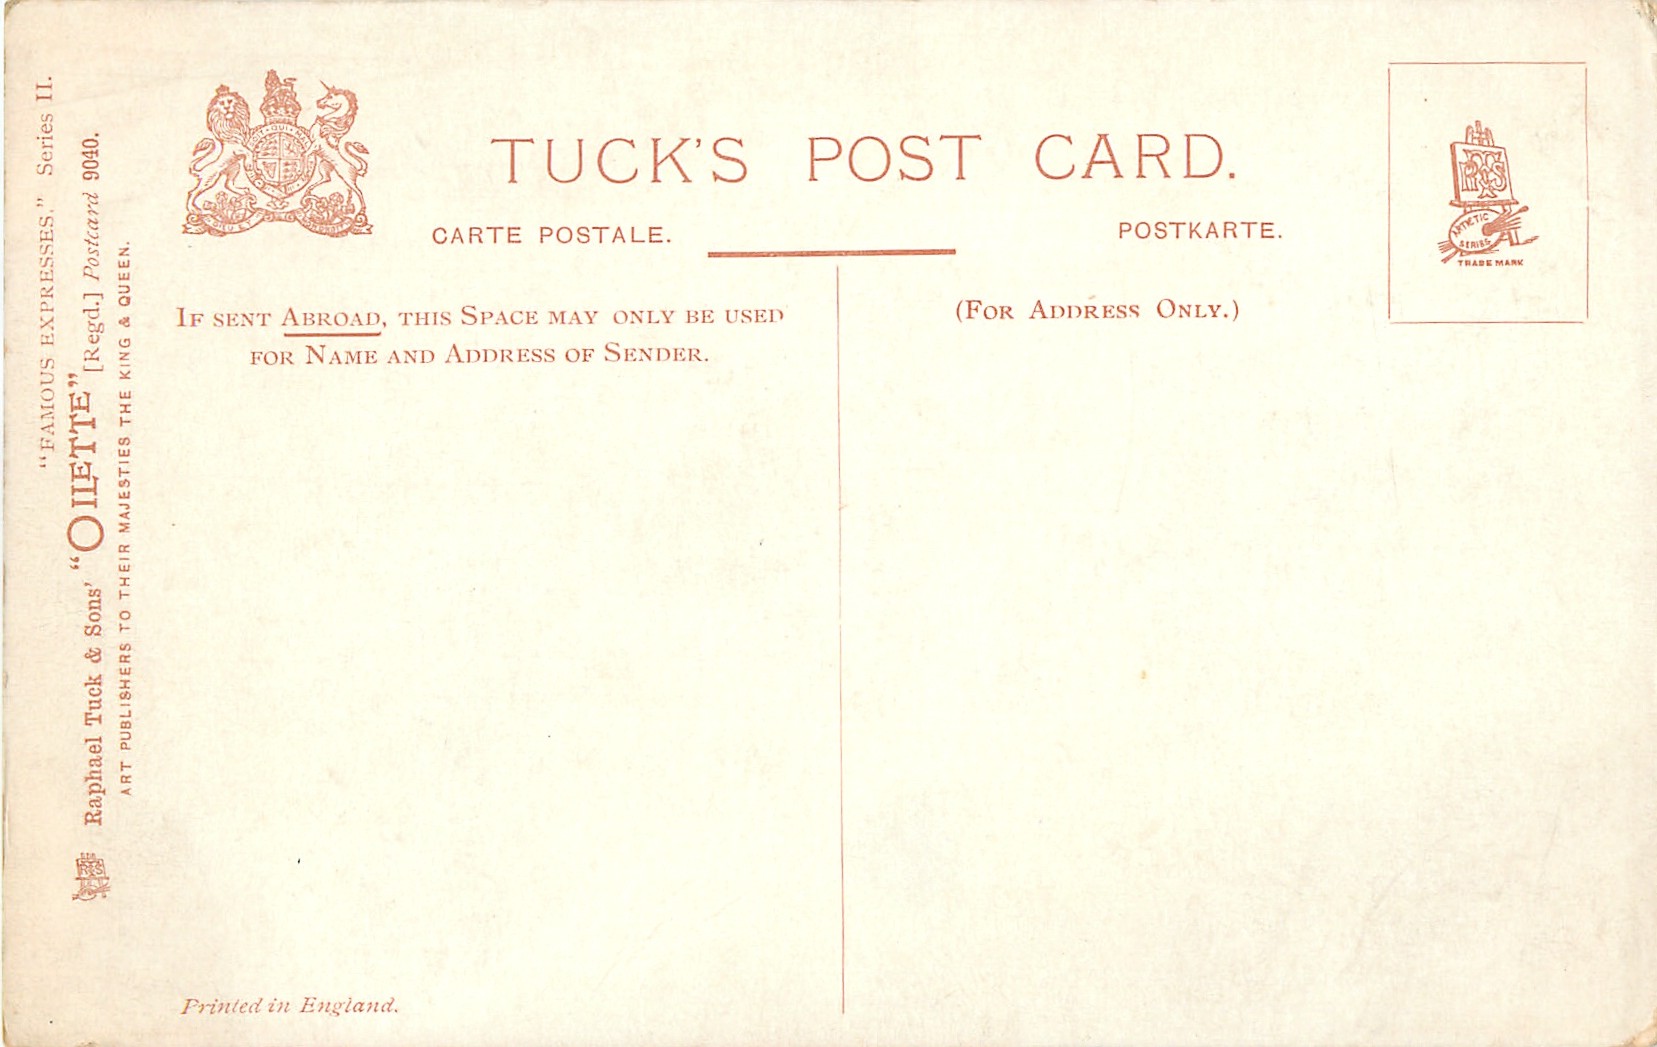 "FAMOUS EXPRESSES." Series II.
Raphael Tuck & Sons' "OILETTE" [Regd.] Postcard 9040.
ART PUBLISHERS TO THEIR MAJESTIES THE KING & QUEEN.
TUCK'S POST CARD.
CARTE POSTALE.
POSTKARTE.
ARTISTIC
SERIES
TRADE MARK
IF SENT ABROAD, THIS SPACE MAY ONLY BE USED
FOR NAME AND ADDRESS OF SENDER.
(FOR ADDRESS ONLY.)
Printed in England.